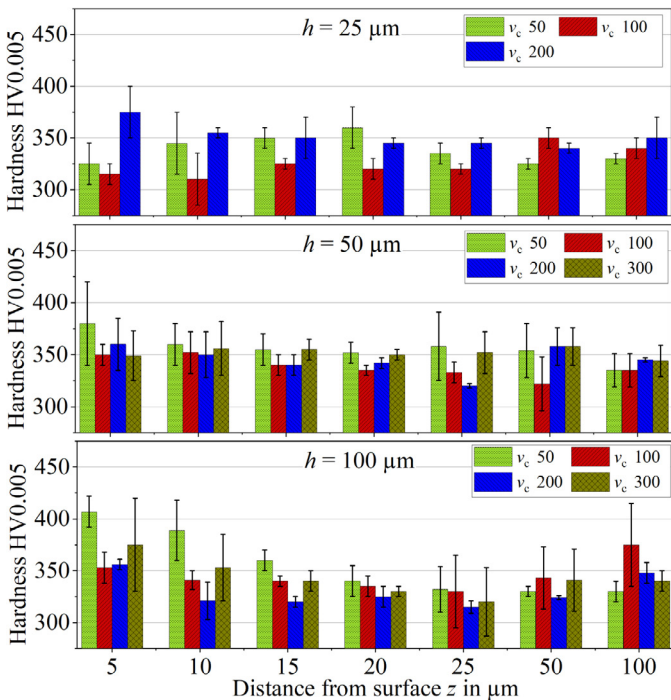 h = 25 µm
v_c 50
v_c 100
v_c 200
450
400
350
300
Hardness HV0.005
h = 50 µm
v_c 50
v_c 100
v_c 200
v_c 300
450
400
350
300
Hardness HV0.005
h = 100 µm
v_c 50
v_c 100
v_c 200
v_c 300
450
400
350
300
Hardness HV0.005
5 10 15 20 25 50 100
Distance from surface z in µm